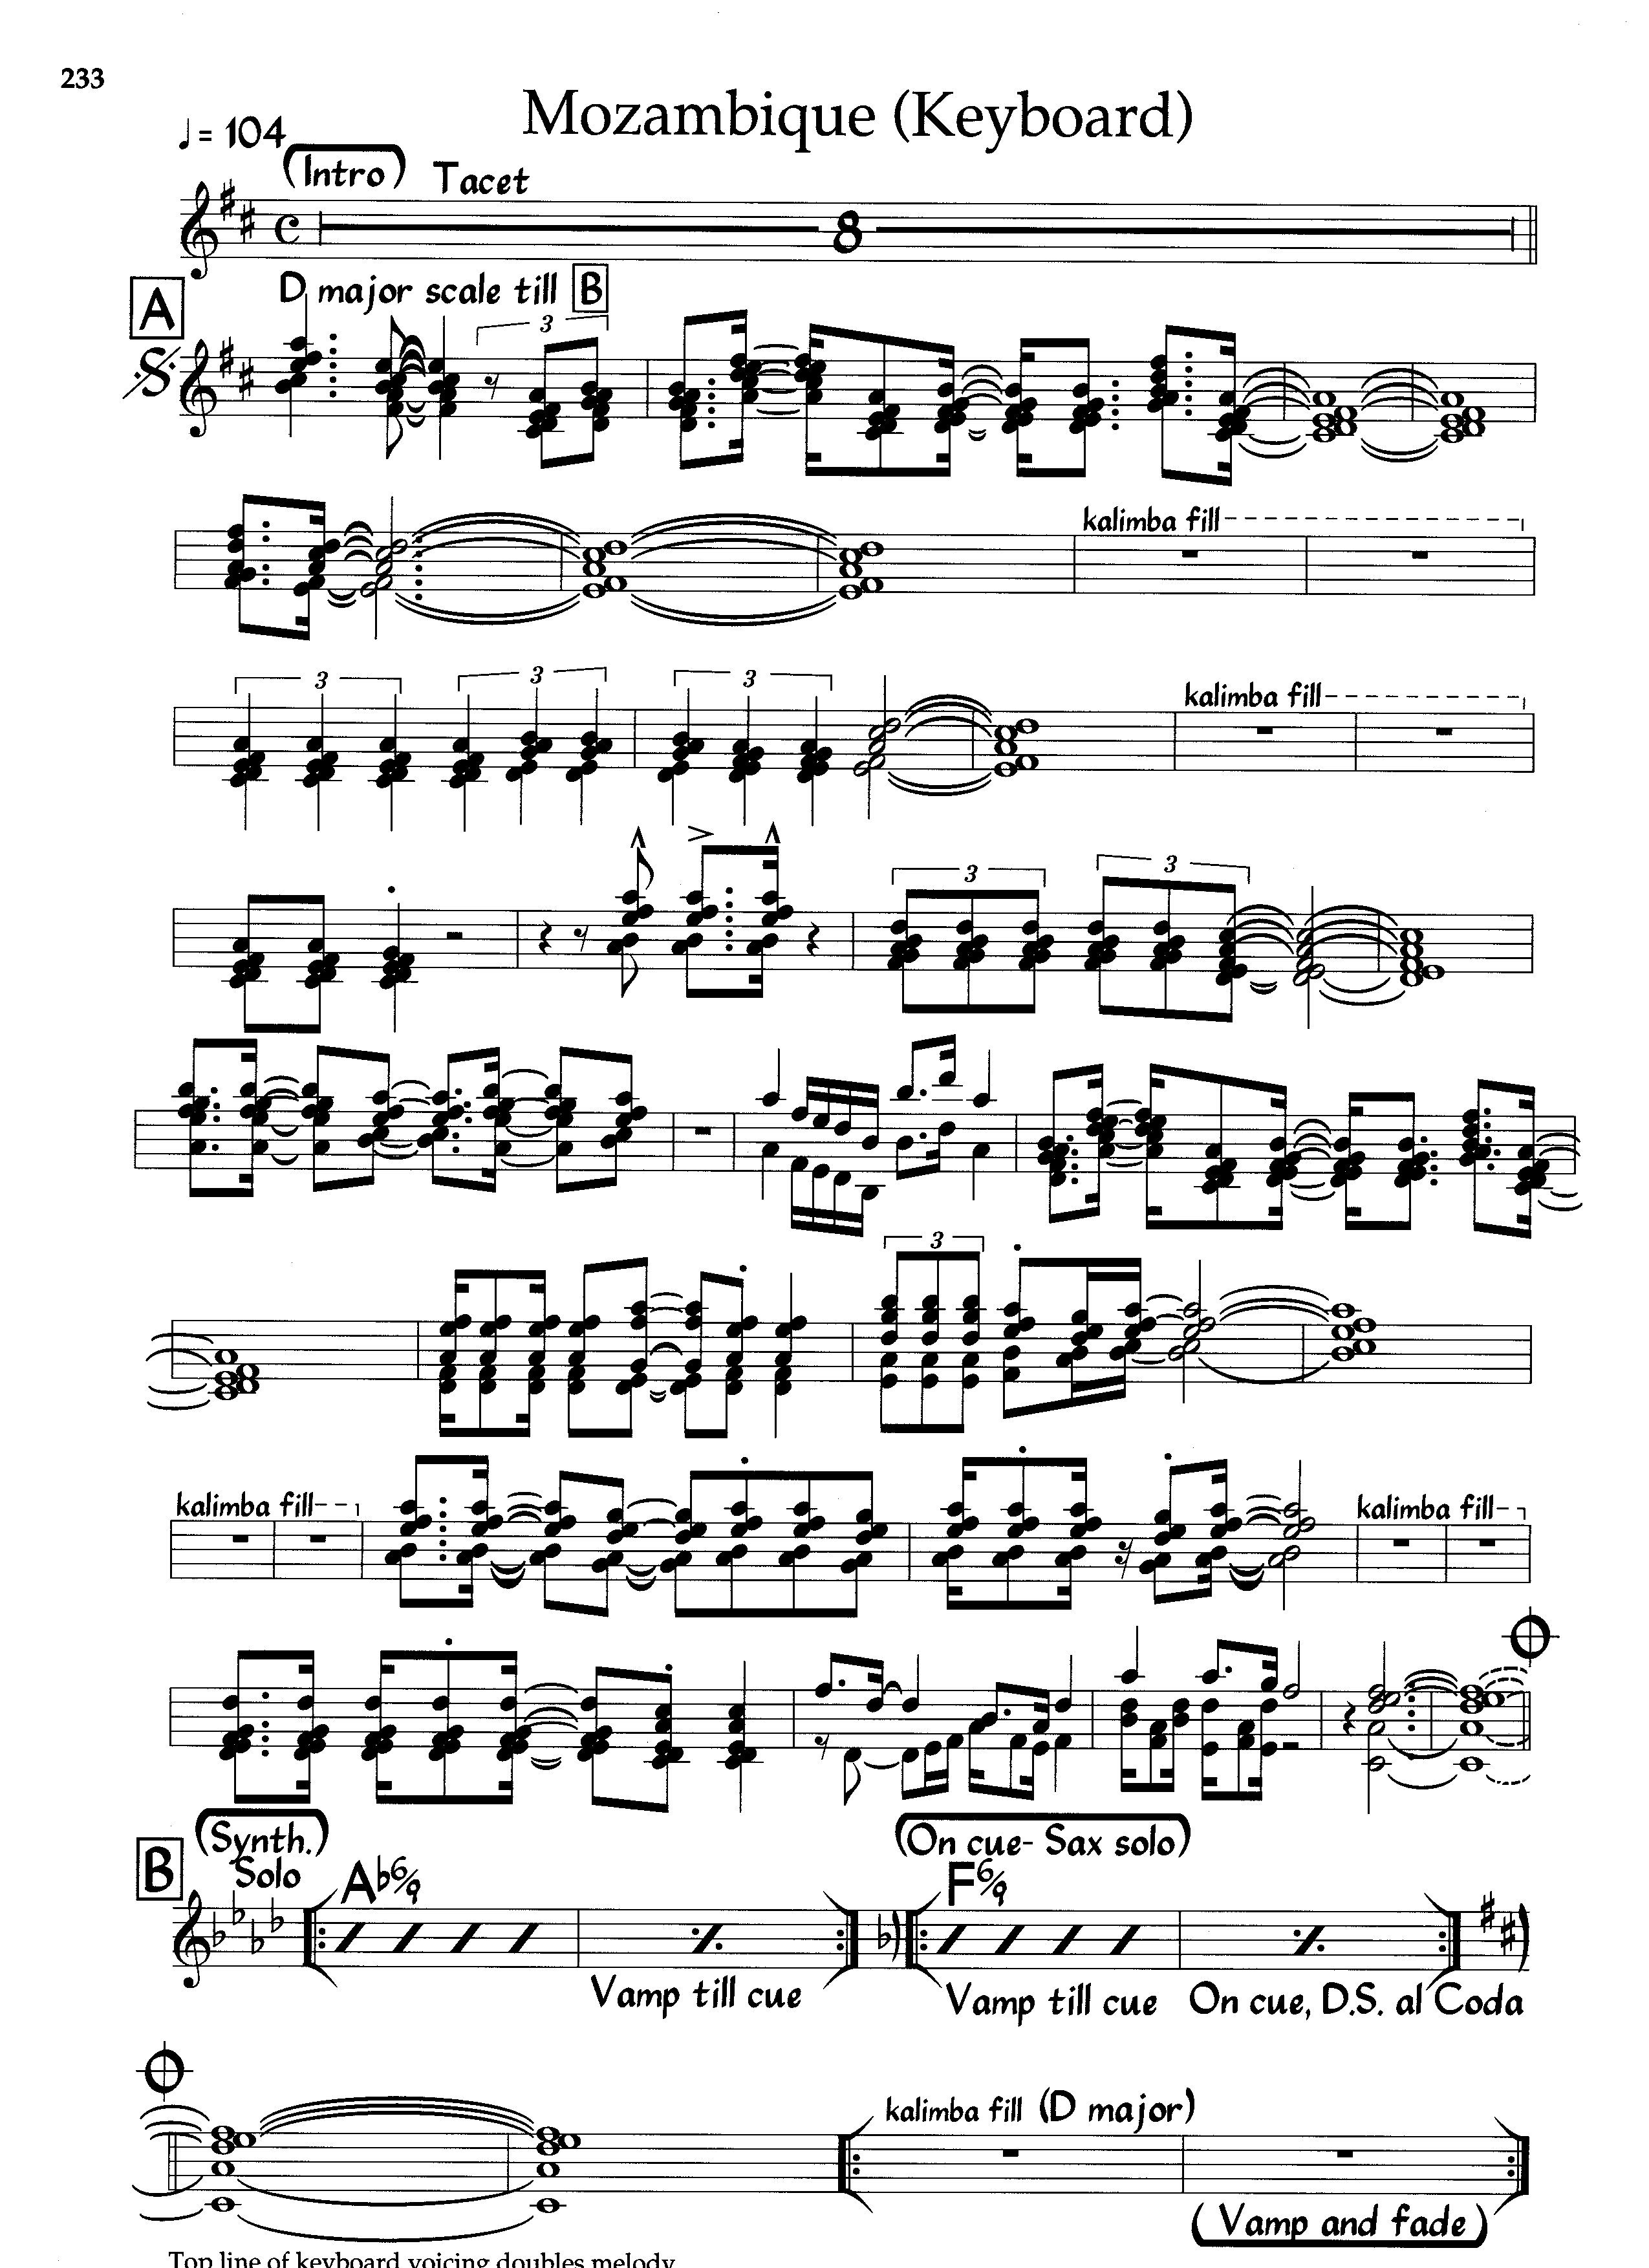 233
Mozambique (Keyboard)
♩= 104
(Intro) Tacet
8
A D major scale till B
3
kalimba fill
3 3 3 kalimba fill
3 3
3
kalimba fill kalimba fill
(Synth.) (On cue- Sax solo)
B Solo A♭6/9 F6/9
Vamp till cue Vamp till cue On cue, D.S. al Coda
kalimba fill (D major)
(Vamp and fade)
Top line of keyboard voicing doubles melody.